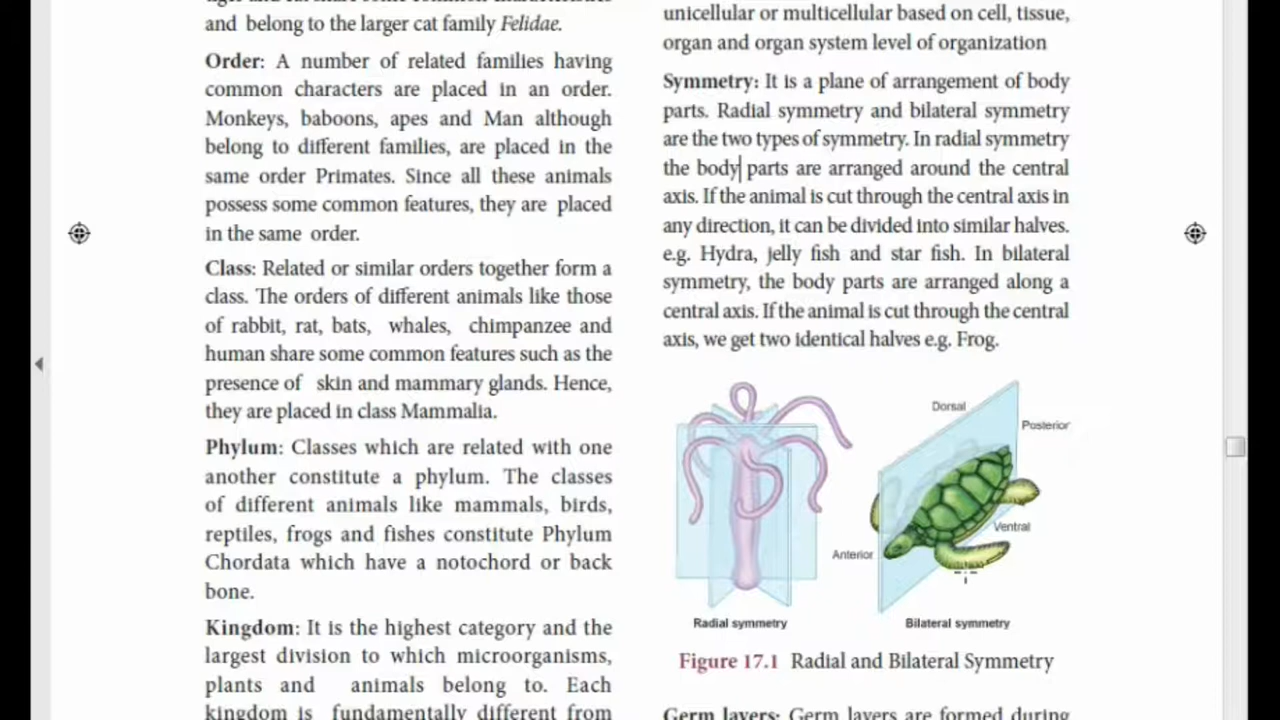 and belong to the larger cat family Felidae.
Order: A number of related families having
common characters are placed in an order.
Monkeys, baboons, apes and Man although
belong to different families, are placed in the
same order Primates. Since all these animals
possess some common features, they are placed
in the same order.
Class: Related or similar orders together form a
class. The orders of different animals like those
of rabbit, rat, bats, whales, chimpanzee and
human share some common features such as the
presence of skin and mammary glands. Hence,
they are placed in class Mammalia.
Phylum: Classes which are related with one
another constitute a phylum. The classes
of different animals like mammals, birds,
reptiles, frogs and fishes constitute Phylum
Chordata which have a notochord or back
bone.
Kingdom: It is the highest category and the
largest division to which microorganisms,
plants and animals belong to. Each
kingdom is fundamentally different from
unicellular or multicellular based on cell, tissue,
organ and organ system level of organization
Symmetry: It is a plane of arrangement of body
parts. Radial symmetry and bilateral symmetry
are the two types of symmetry. In radial symmetry
the body parts are arranged around the central
axis. If the animal is cut through the central axis in
any direction, it can be divided into similar halves.
e.g. Hydra, jelly fish and star fish. In bilateral
symmetry, the body parts are arranged along a
central axis. If the animal is cut through the central
axis, we get two identical halves e.g. Frog.
Dorsal
Posterior
Ventral
Anterior
Radial symmetry
Bilateral symmetry
Figure 17.1 Radial and Bilateral Symmetry
Germ layers: Germ layers are formed during